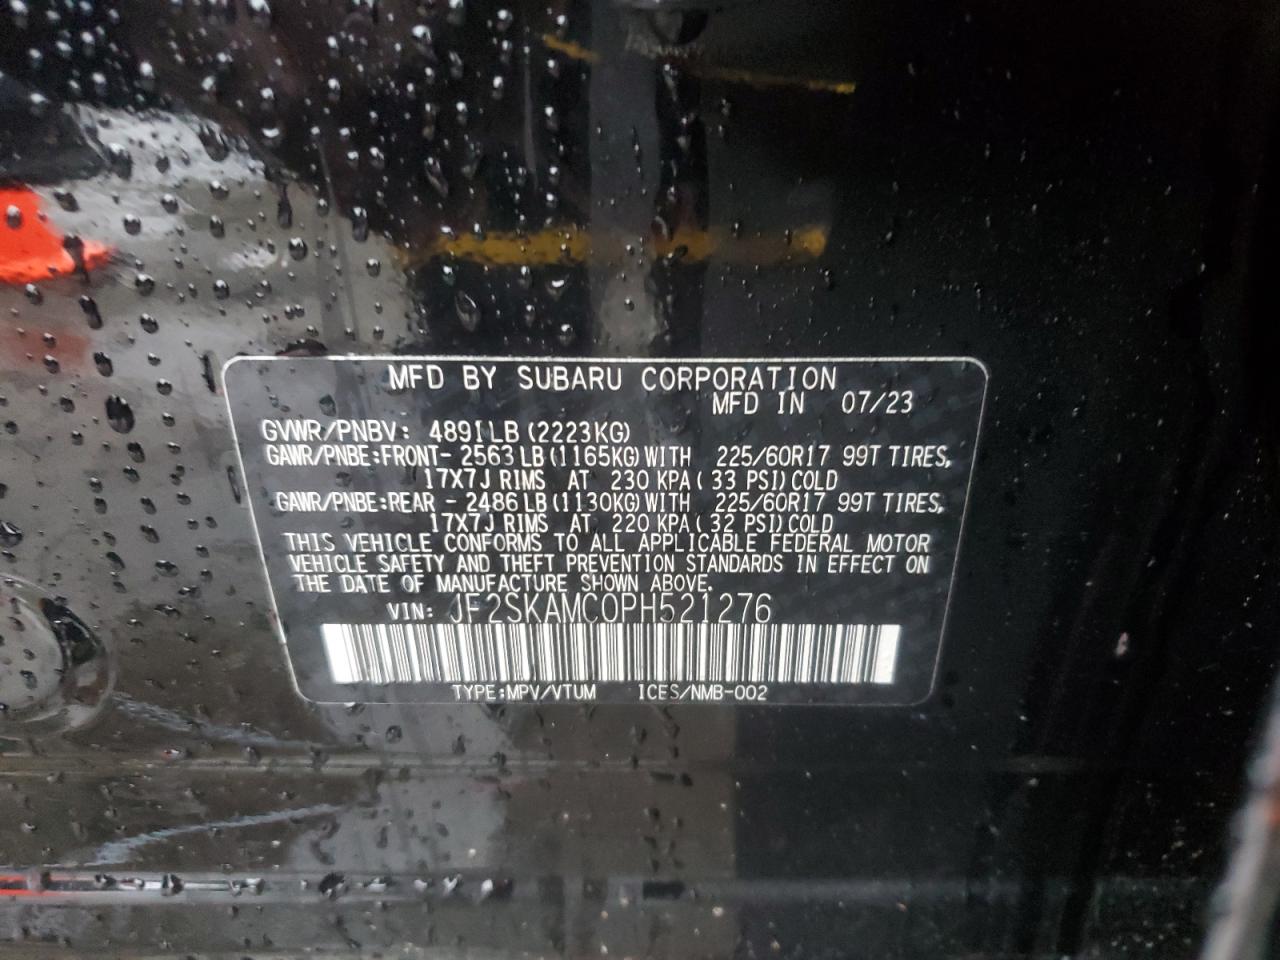 MFD BY SUBARU CORPORATION
MFD IN 07/23
GVWR/PNBV: 4891LB (2223KG)
GAWR/PNBE:FRONT- 2563LB(1165KG)WITH 225/60R17 99T TIRES,
17X7J RIMS AT 230 KPA( 33 PSI)COLD
GAWR/PNBE:REAR - 2486LB(1130KG)WITH 225/60R17 99T TIRES,
17X7J RIMS AT 220 KPA( 32 PSI)COLD
THIS VEHICLE CONFORMS TO ALL APPLICABLE FEDERAL MOTOR
VEHICLE SAFETY AND THEFT PREVENTION STANDARDS IN EFFECT ON
THE DATE OF MANUFACTURE SHOWN ABOVE.
VIN: JF2SKAMC0PH521276
TYPE:MPV/VTUM ICES/NMB-002